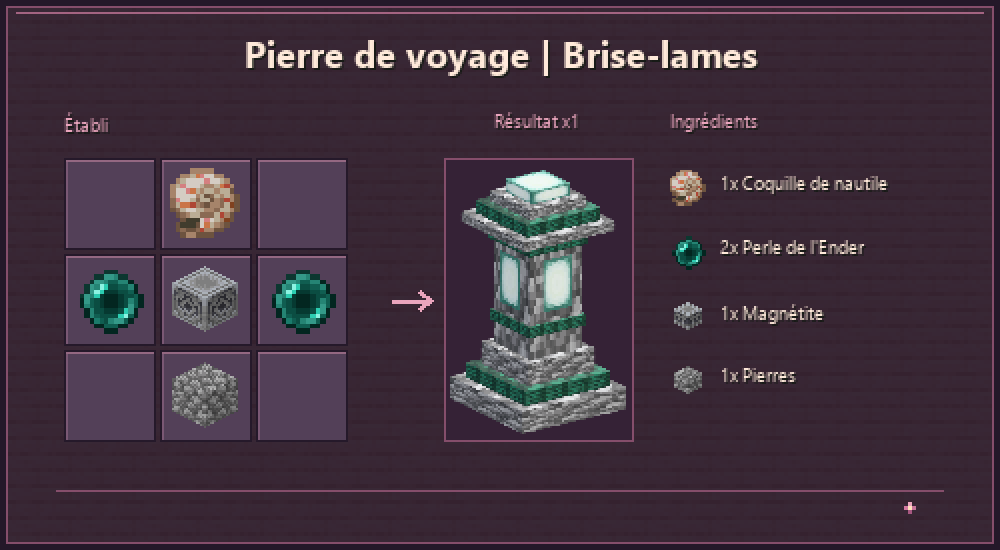 Pierre de voyage | Brise-lames
Établi
Résultat x1
Ingrédients
1x Coquille de nautile
2x Perle de l'Ender
1x Magnétite
1x Pierres